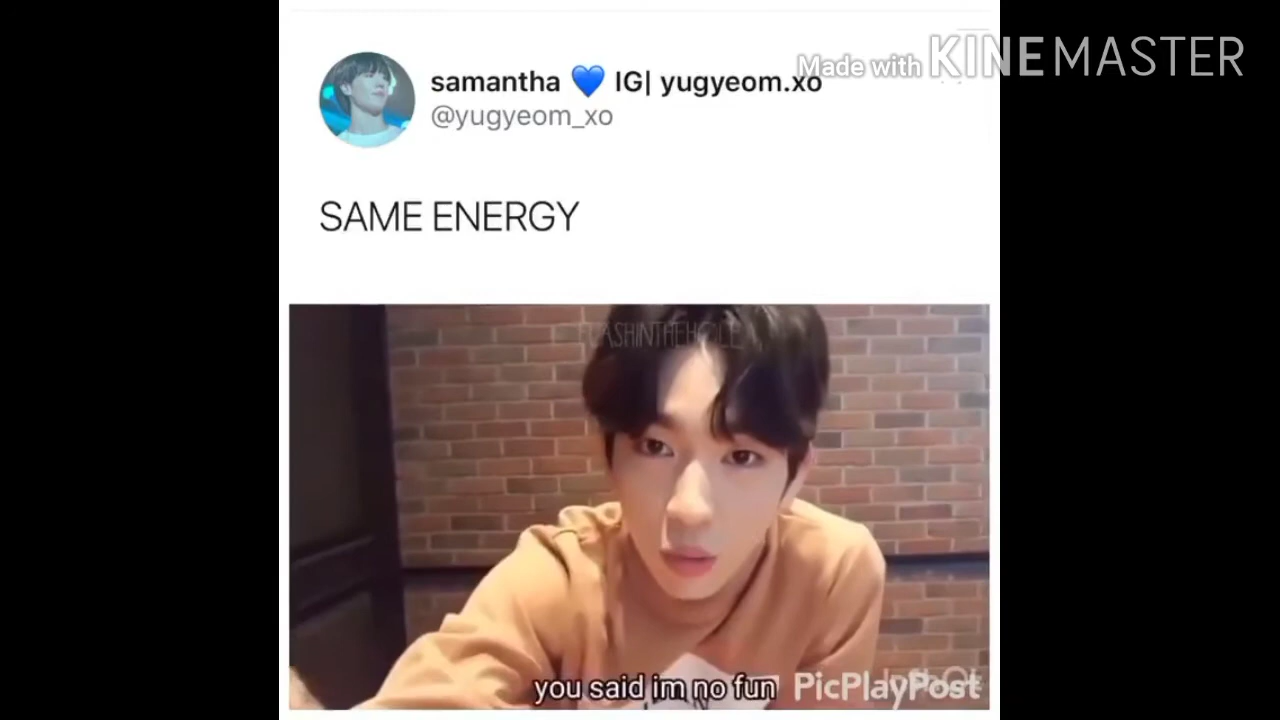 Made with KINEMASTER
samantha 💙 IG| yugyeom.xo
@yugyeom_xo
SAME ENERGY
you said im no fun
PicPlayPost